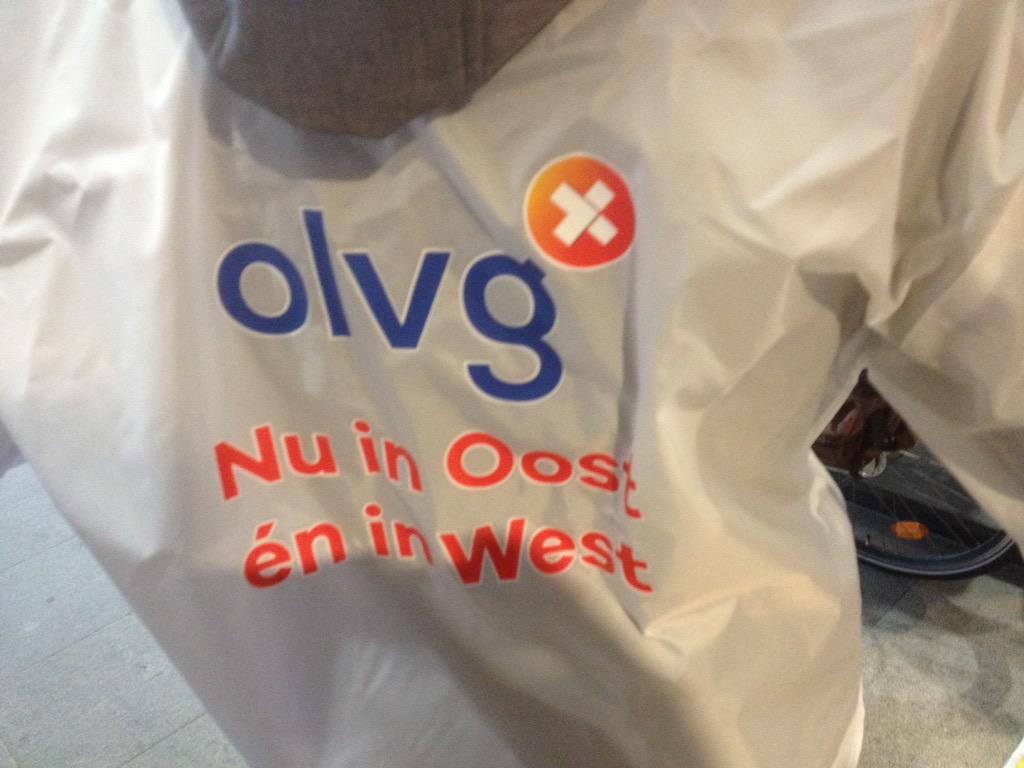 olvg
Nu in Oost
én in West